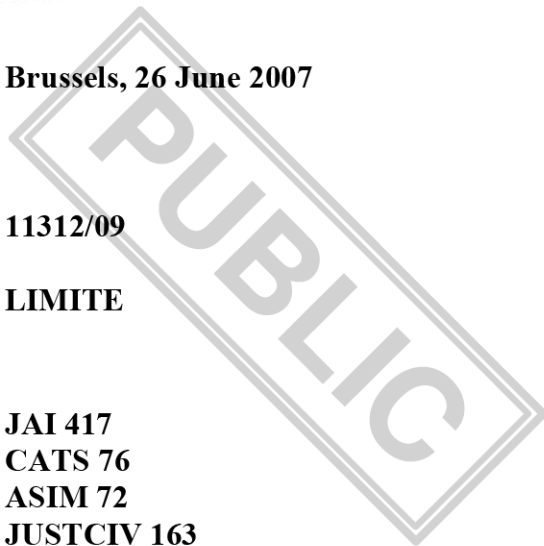 Brussels, 26 June 2007
11312/09
LIMITE
PUBLIC
JAI 417
CATS 76
ASIM 72
JUSTCIV 163